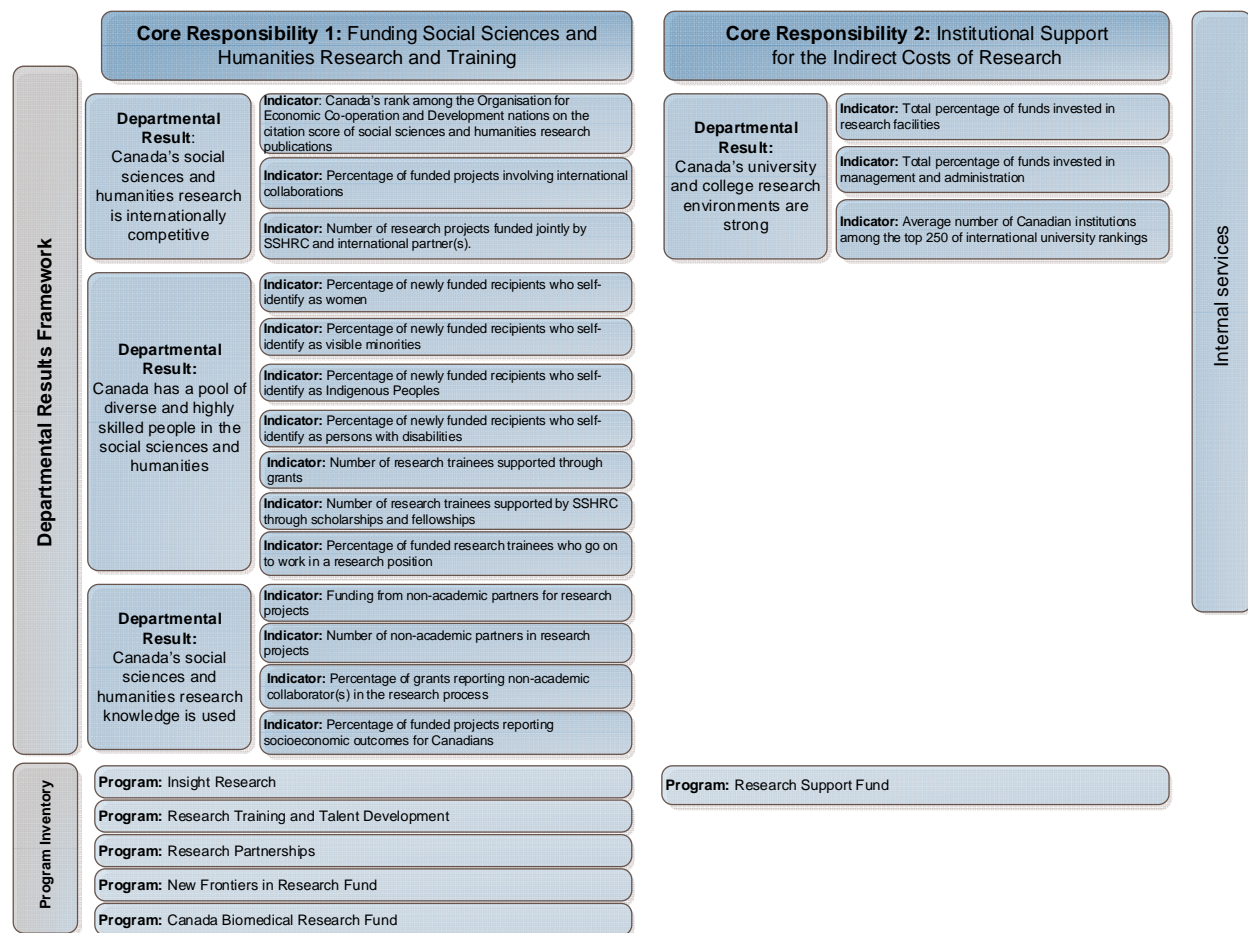 Core Responsibility 1: Funding Social Sciences and
Humanities Research and Training
Core Responsibility 2: Institutional Support
for the Indirect Costs of Research
Internal services
Departmental Results Framework
Departmental
Result:
Canada's social
sciences and
humanities research
is internationally
competitive
Indicator: Canada's rank among the Organisation for
Economic Co-operation and Development nations on the
citation score of social sciences and humanities research
publications
Indicator: Percentage of funded projects involving international
collaborations
Indicator: Number of research projects funded jointly by
SSHRC and international partner(s).
Departmental
Result:
Canada's university
and college research
environments are
strong
Indicator: Total percentage of funds invested in
research facilities
Indicator: Total percentage of funds invested in
management and administration
Indicator: Average number of Canadian institutions
among the top 250 of international university rankings
Departmental
Result:
Canada has a pool of
diverse and highly
skilled people in the
social sciences and
humanities
Indicator: Percentage of newly funded recipients who self-
identify as women
Indicator: Percentage of newly funded recipients who self-
identify as visible minorities
Indicator: Percentage of newly funded recipients who self-
identify as Indigenous Peoples
Indicator: Percentage of newly funded recipients who self-
identify as persons with disabilities
Indicator: Number of research trainees supported through
grants
Indicator: Number of research trainees supported by SSHRC
through scholarships and fellowships
Indicator: Percentage of funded research trainees who go on
to work in a research position
Departmental
Result:
Canada's social
sciences and
humanities research
knowledge is used
Indicator: Funding from non-academic partners for research
projects
Indicator: Number of non-academic partners in research
projects
Indicator: Percentage of grants reporting non-academic
collaborator(s) in the research process
Indicator: Percentage of funded projects reporting
socioeconomic outcomes for Canadians
Program Inventory
Program: Insight Research
Program: Research Training and Talent Development
Program: Research Partnerships
Program: New Frontiers in Research Fund
Program: Canada Biomedical Research Fund
Program: Research Support Fund